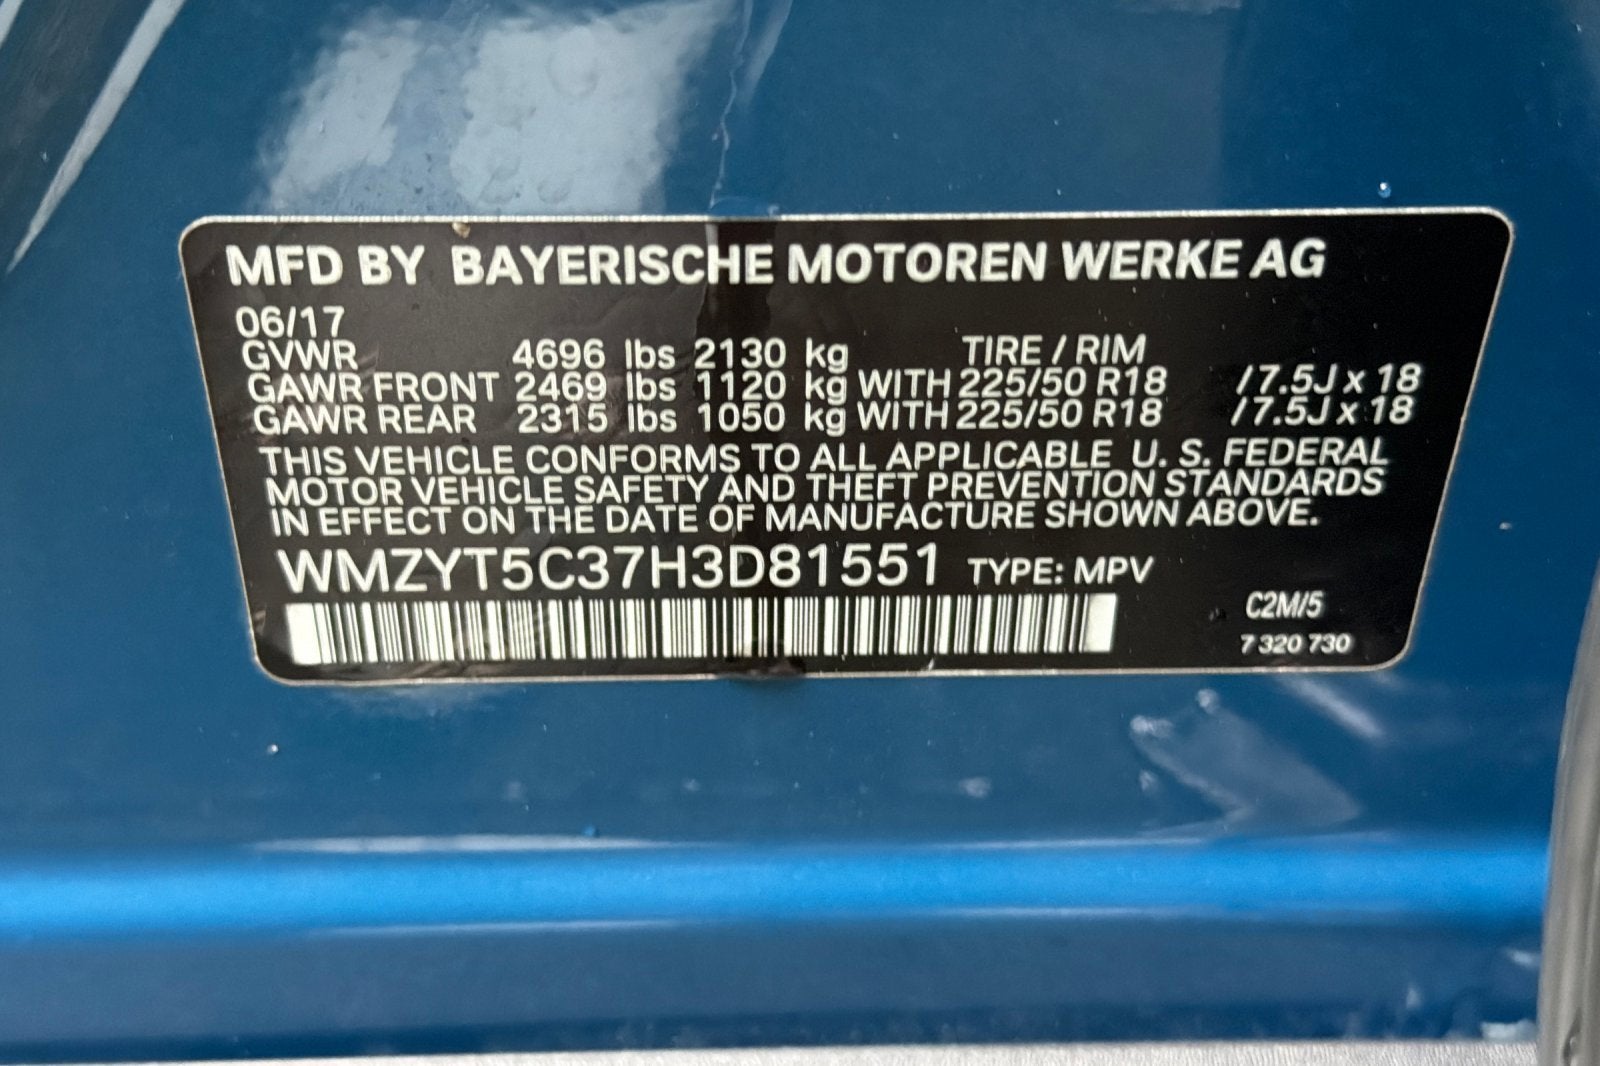 MFD BY BAYERISCHE MOTOREN WERKE AG
06/17
GVWR 4696 lbs 2130 kg TIRE / RIM
GAWR FRONT 2469 lbs 1120 kg WITH 225/50 R18 /7.5J x 18
GAWR REAR 2315 lbs 1050 kg WITH 225/50 R18 /7.5J x 18
THIS VEHICLE CONFORMS TO ALL APPLICABLE U. S. FEDERAL
MOTOR VEHICLE SAFETY AND THEFT PREVENTION STANDARDS
IN EFFECT ON THE DATE OF MANUFACTURE SHOWN ABOVE.
WMZYT5C37H3D81551 TYPE: MPV
C2M/5
7 320 730